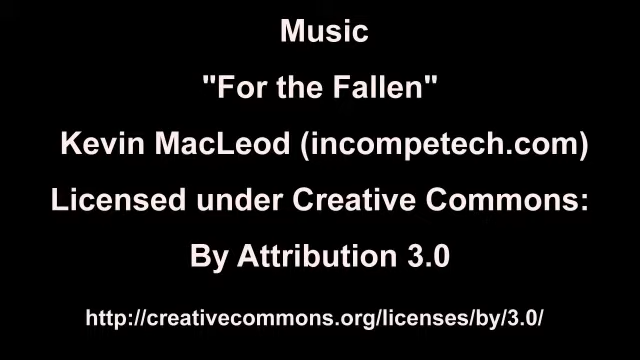 Music
"For the Fallen"
Kevin MacLeod (incompetech.com)
Licensed under Creative Commons:
By Attribution 3.0
http://creativecommons.org/licenses/by/3.0/